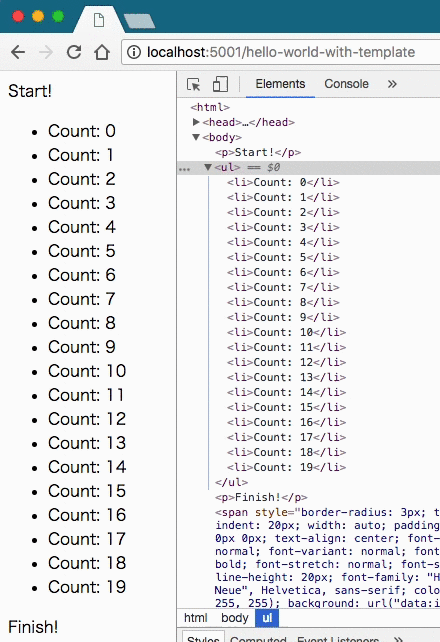 localhost:5001/hello-world-with-template
Start!
Count: 0
Count: 1
Count: 2
Count: 3
Count: 4
Count: 5
Count: 6
Count: 7
Count: 8
Count: 9
Count: 10
Count: 11
Count: 12
Count: 13
Count: 14
Count: 15
Count: 16
Count: 17
Count: 18
Count: 19
Finish!
Elements Console »
<html>
<head>…</head>
<body>
<p>Start!</p>
… <ul> == $0
<li>Count: 0</li>
<li>Count: 1</li>
<li>Count: 2</li>
<li>Count: 3</li>
<li>Count: 4</li>
<li>Count: 5</li>
<li>Count: 6</li>
<li>Count: 7</li>
<li>Count: 8</li>
<li>Count: 9</li>
<li>Count: 10</li>
<li>Count: 11</li>
<li>Count: 12</li>
<li>Count: 13</li>
<li>Count: 14</li>
<li>Count: 15</li>
<li>Count: 16</li>
<li>Count: 17</li>
<li>Count: 18</li>
<li>Count: 19</li>
</ul>
<p>Finish!</p>
<span style="border-radius: 3px; t
indent: 20px; width: auto; padding
0px 0px; text-align: center; font-
normal; font-variant: normal; font
bold; font-stretch: normal; font-s
line-height: 20px; font-family: "H
Neue", Helvetica, sans-serif; colo
255, 255); background: url("data:i
html body ul
Styles Computed Event Listeners »